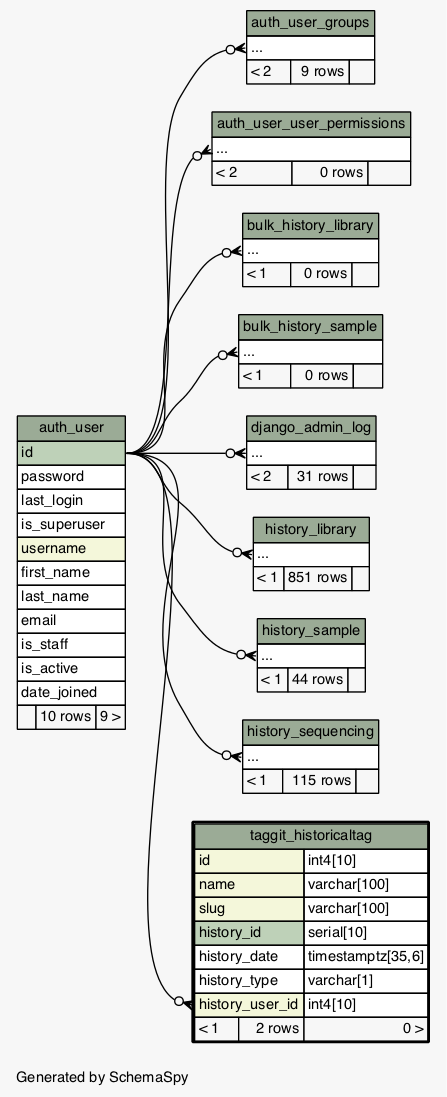 auth_user_groups
...
< 2 9 rows
auth_user_user_permissions
...
< 2 0 rows
bulk_history_library
...
< 1 0 rows
bulk_history_sample
...
< 1 0 rows
auth_user
id
password
last_login
is_superuser
username
first_name
last_name
email
is_staff
is_active
date_joined
10 rows 9 >
django_admin_log
...
< 2 31 rows
history_library
...
< 1 851 rows
history_sample
...
< 1 44 rows
history_sequencing
...
< 1 115 rows
taggit_historicaltag
id int4[10]
name varchar[100]
slug varchar[100]
history_id serial[10]
history_date timestamptz[35,6]
history_type varchar[1]
history_user_id int4[10]
< 1 2 rows 0 >
Generated by SchemaSpy